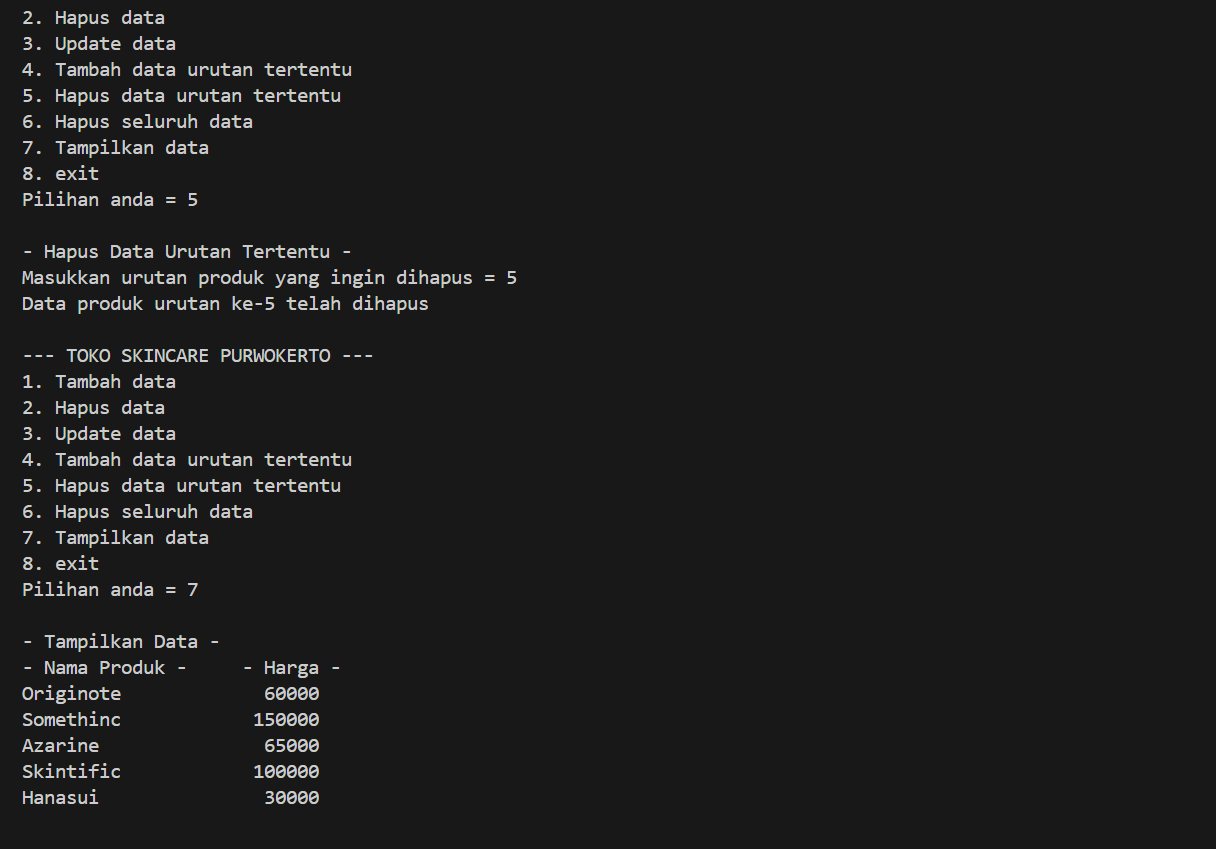 2. Hapus data
3. Update data
4. Tambah data urutan tertentu
5. Hapus data urutan tertentu
6. Hapus seluruh data
7. Tampilkan data
8. exit
Pilihan anda = 5
- Hapus Data Urutan Tertentu -
Masukkan urutan produk yang ingin dihapus = 5
Data produk urutan ke-5 telah dihapus
--- TOKO SKINCARE PURWOKERTO ---
1. Tambah data
2. Hapus data
3. Update data
4. Tambah data urutan tertentu
5. Hapus data urutan tertentu
6. Hapus seluruh data
7. Tampilkan data
8. exit
Pilihan anda = 7
- Tampilkan Data -
- Nama Produk -     - Harga -
Originote             60000
Somethinc            150000
Azarine               65000
Skintific            100000
Hanasui               30000